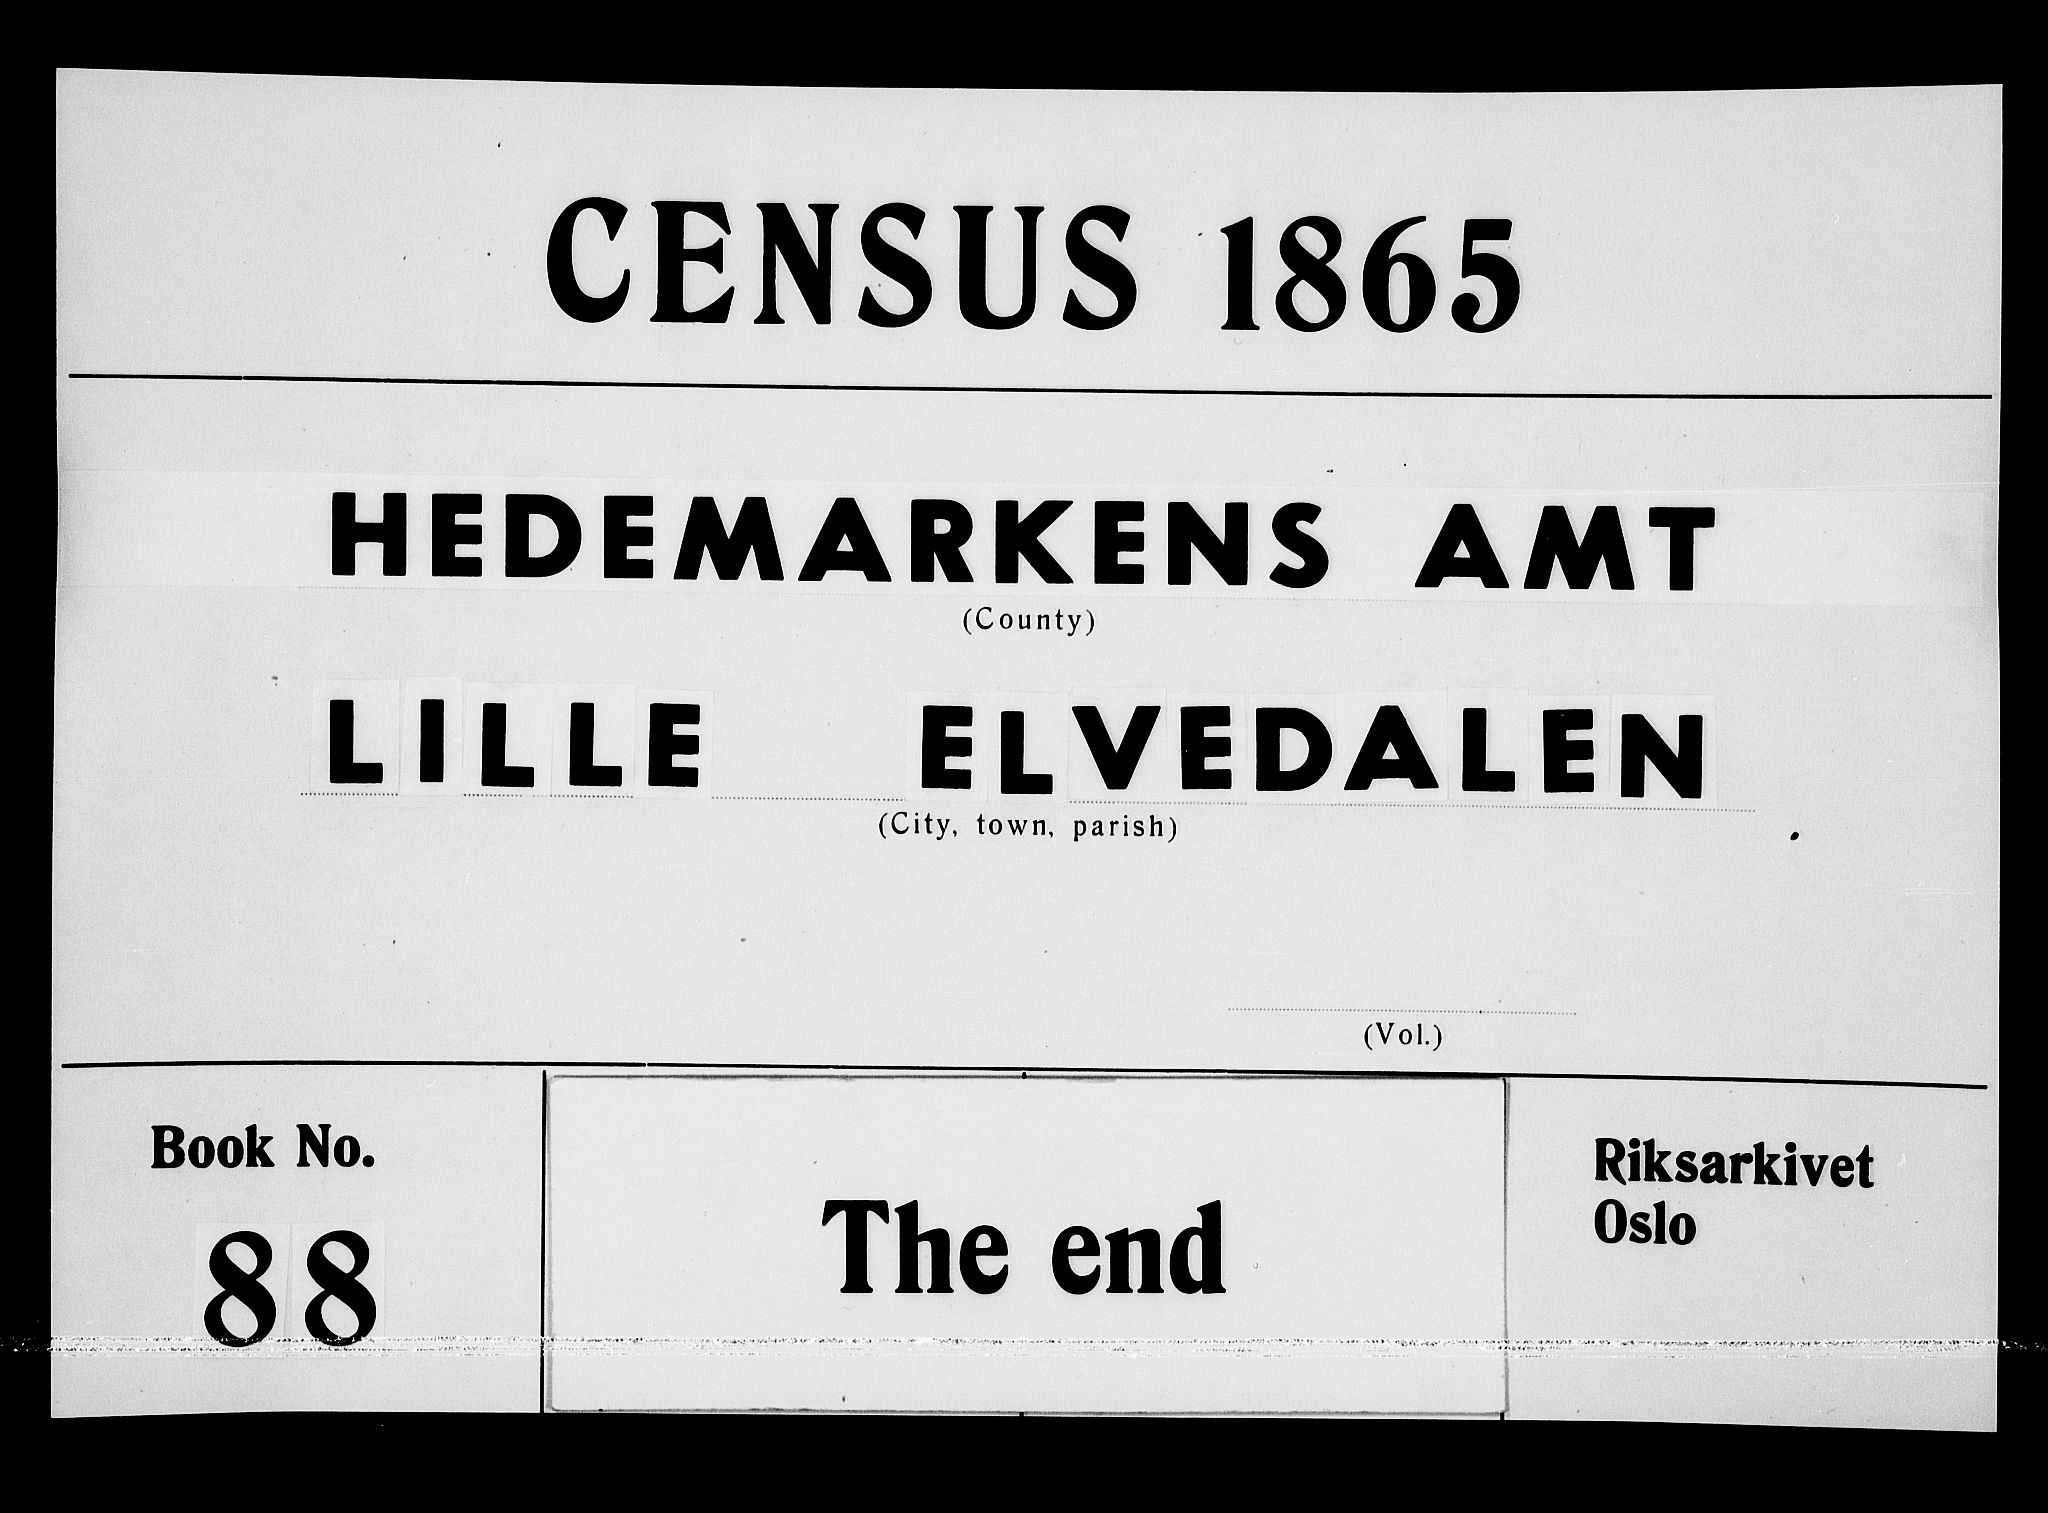 CENSUS 1865
HEDEMARKENS AMT
(County)
LILLE ELVEDALEN
(City, town, parish)
(Vol.)
Book No.
88
The end
Riksarkivet
Oslo